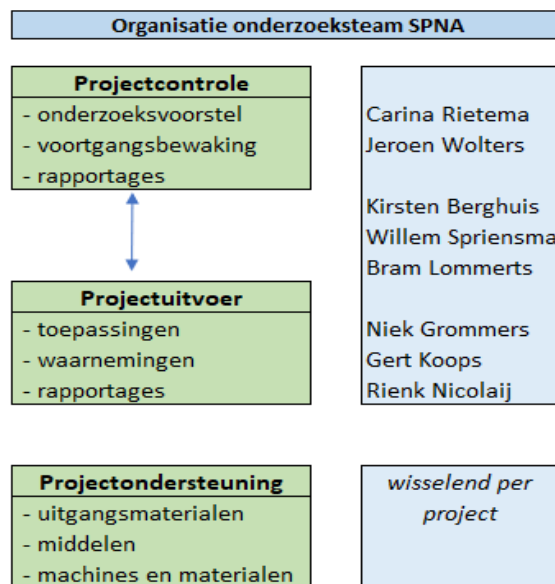 Organisatie onderzoeksteam SPNA
Projectcontrole
- onderzoeksvoorstel
- voortgangsbewaking
- rapportages
Carina Rietema
Jeroen Wolters
Kirsten Berghuis
Willem Spriensma
Bram Lommerts
Projectuitvoer
- toepassingen
- waarnemingen
- rapportages
Niek Grommers
Gert Koops
Rienk Nicolaij
Projectondersteuning
- uitgangsmaterialen
- middelen
- machines en materialen
wisselend per
project